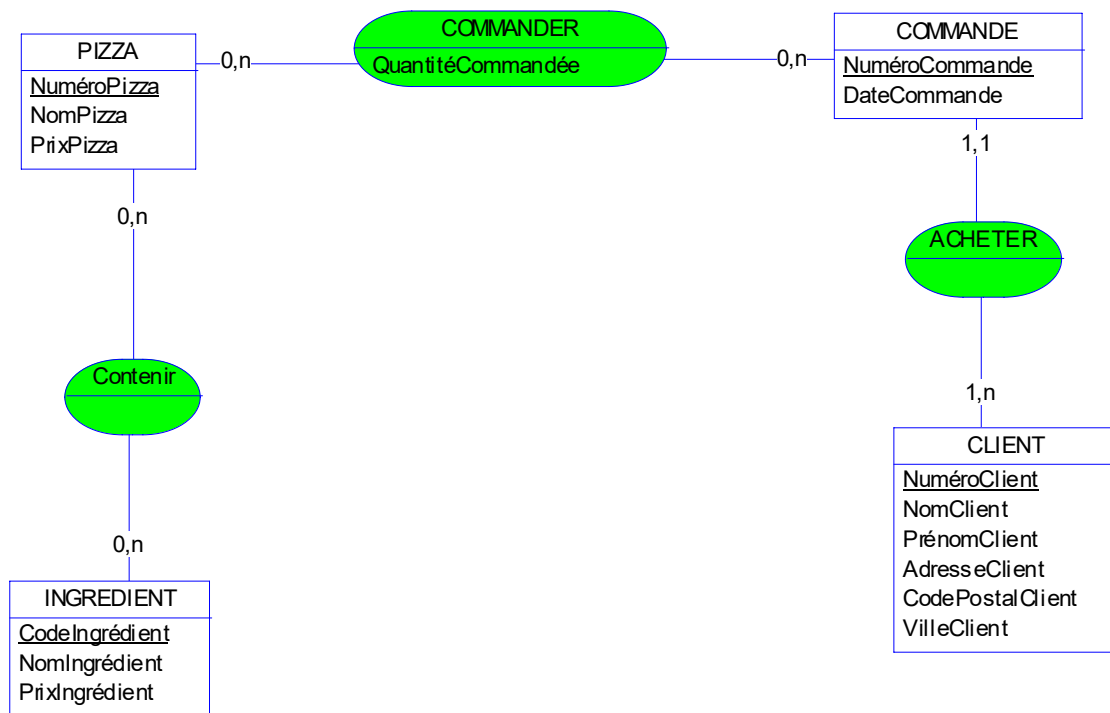 PIZZA
NuméroPizza
NomPizza
PrixPizza
0,n
COMMANDER
QuantitéCommandée
0,n
COMMANDE
NuméroCommande
DateCommande
1,1
ACHETER
1,n
CLIENT
NuméroClient
NomClient
PrénomClient
AdresseClient
CodePostalClient
VilleClient
0,n
Contenir
0,n
INGREDIENT
CodeIngrédient
NomIngrédient
PrixIngrédient